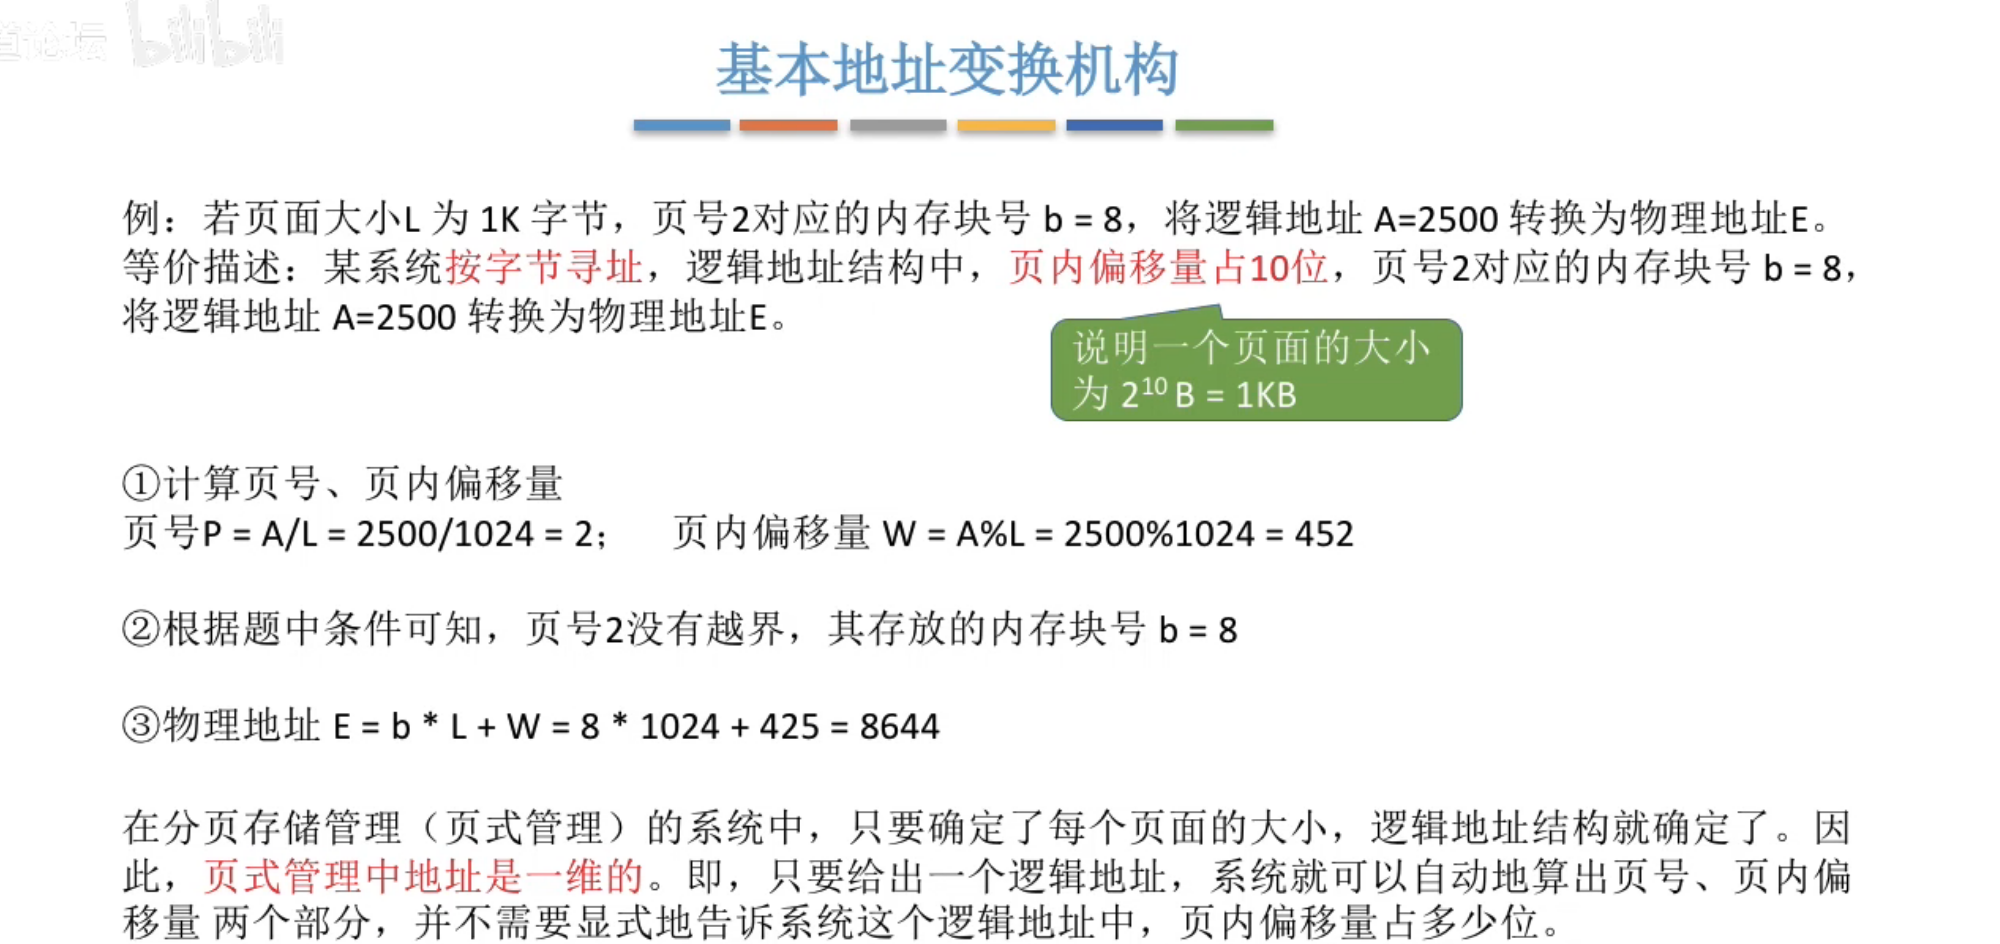 道论坛 bilibili
基本地址变换机构
例：若页面大小L 为 1K 字节，页号2对应的内存块号 b = 8，将逻辑地址 A=2500 转换为物理地址E。
等价描述：某系统按字节寻址，逻辑地址结构中，页内偏移量占10位，页号2对应的内存块号 b = 8，
将逻辑地址 A=2500 转换为物理地址E。
说明一个页面的大小
为 2¹⁰ B = 1KB
①计算页号、页内偏移量
页号P = A/L = 2500/1024 = 2； 页内偏移量 W = A%L = 2500%1024 = 452
②根据题中条件可知，页号2没有越界，其存放的内存块号 b = 8
③物理地址 E = b * L + W = 8 * 1024 + 425 = 8644
在分页存储管理（页式管理）的系统中，只要确定了每个页面的大小，逻辑地址结构就确定了。因
此，页式管理中地址是一维的。即，只要给出一个逻辑地址，系统就可以自动地算出页号、页内偏
移量 两个部分，并不需要显式地告诉系统这个逻辑地址中，页内偏移量占多少位。